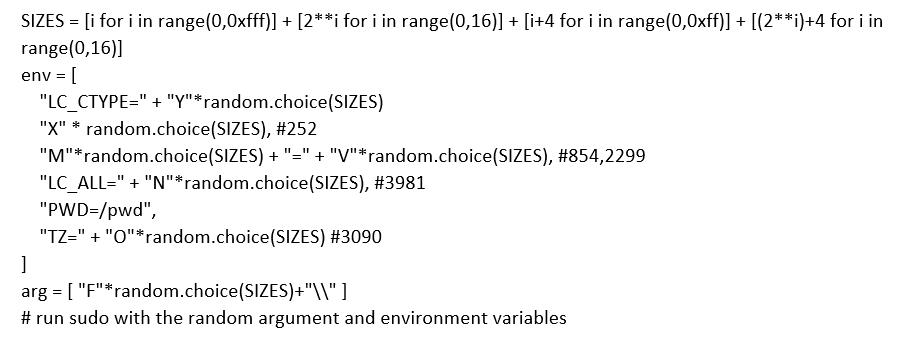 SIZES = [i for i in range(0,0xfff)] + [2**i for i in range(0,16)] + [i+4 for i in range(0,0xff)] + [(2**i)+4 for i in
range(0,16)]
env = [
    "LC_CTYPE=" + "Y"*random.choice(SIZES)
    "X" * random.choice(SIZES), #252
    "M"*random.choice(SIZES) + "=" + "V"*random.choice(SIZES), #854,2299
    "LC_ALL=" + "N"*random.choice(SIZES), #3981
    "PWD=/pwd",
    "TZ=" + "O"*random.choice(SIZES) #3090
]
arg = [ "F"*random.choice(SIZES)+"\\" ]
# run sudo with the random argument and environment variables